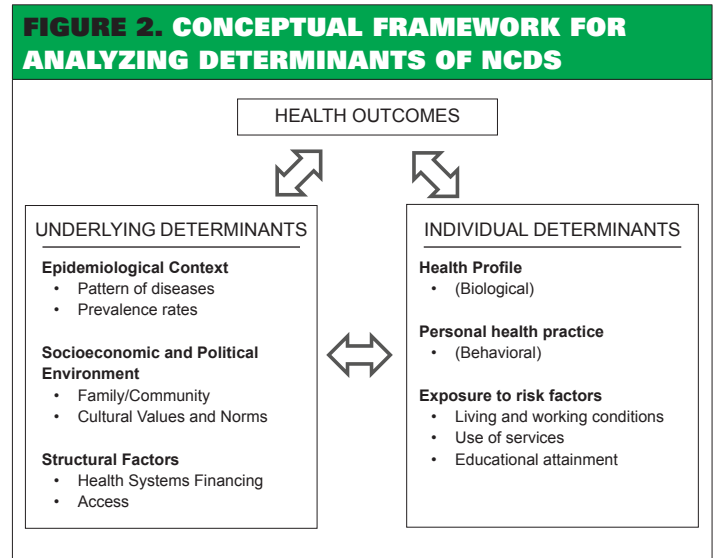 FIGURE 2. CONCEPTUAL FRAMEWORK FOR
ANALYZING DETERMINANTS OF NCDS
HEALTH OUTCOMES
UNDERLYING DETERMINANTS
Epidemiological Context
• Pattern of diseases
• Prevalence rates
Socioeconomic and Political
Environment
• Family/Community
• Cultural Values and Norms
Structural Factors
• Health Systems Financing
• Access
INDIVIDUAL DETERMINANTS
Health Profile
• (Biological)
Personal health practice
• (Behavioral)
Exposure to risk factors
• Living and working conditions
• Use of services
• Educational attainment